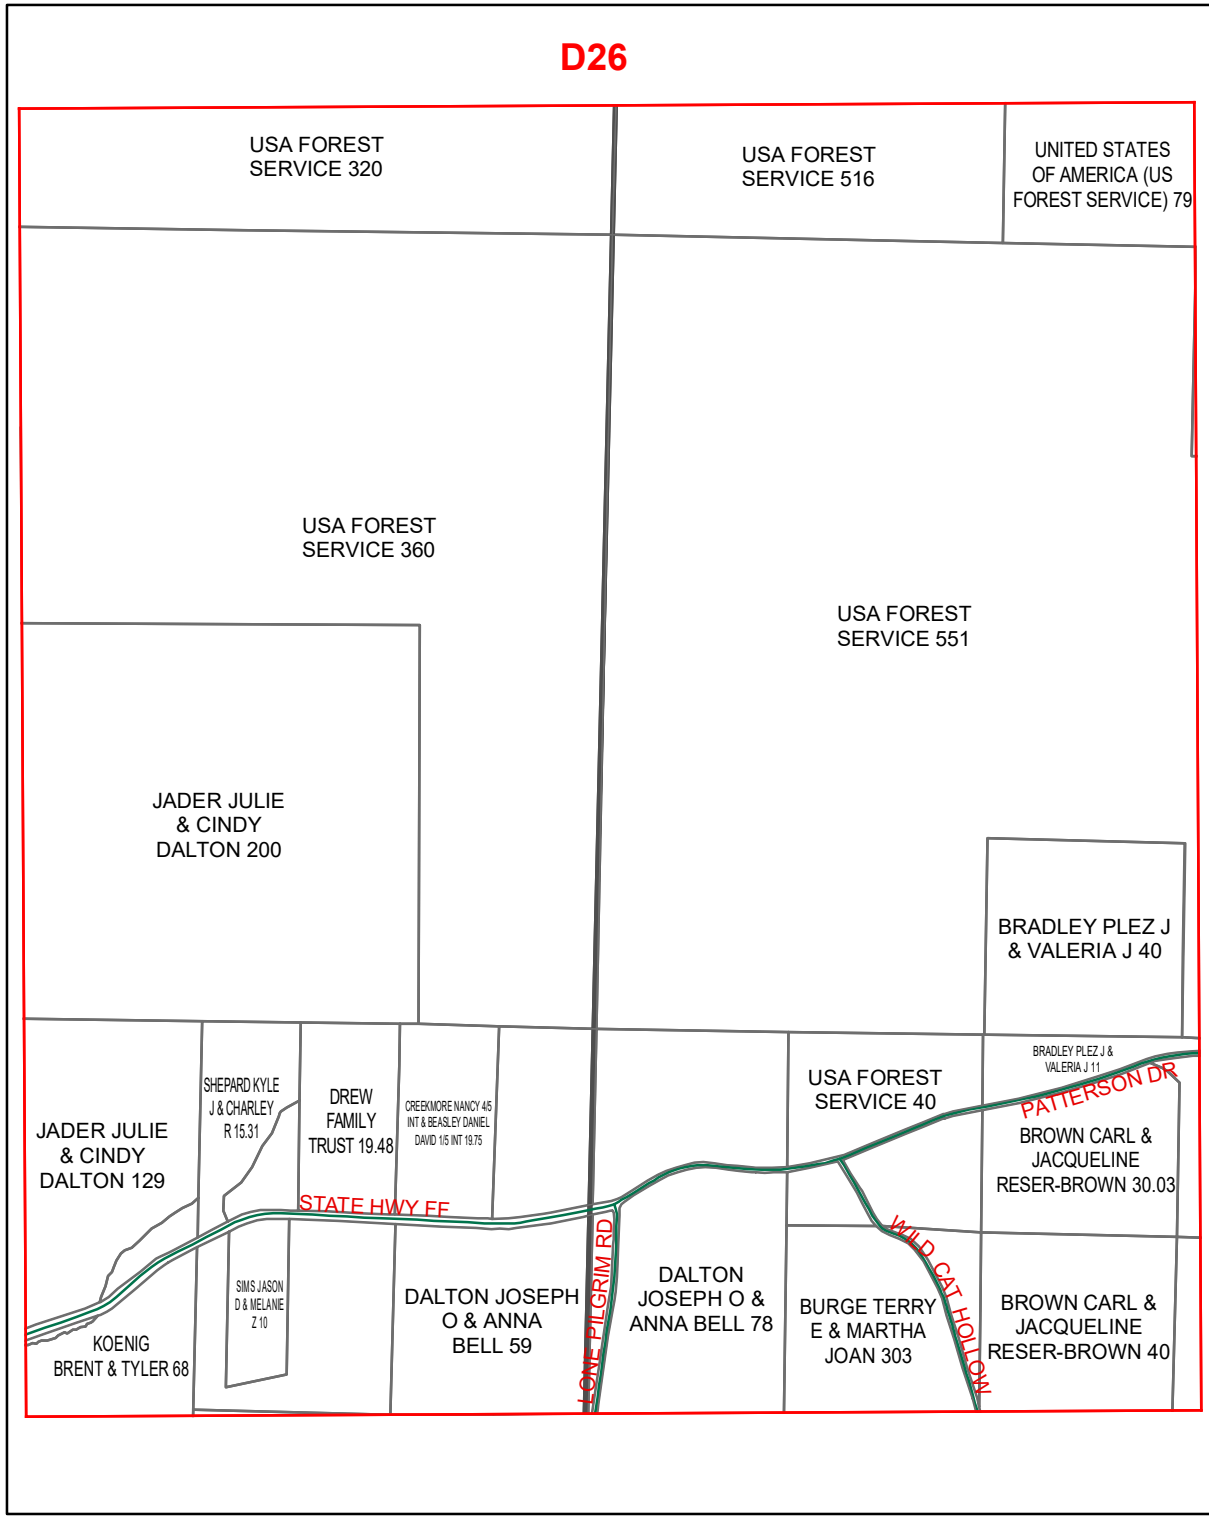 D26
USA FOREST
SERVICE 320
USA FOREST
SERVICE 516
UNITED STATES
OF AMERICA (US
FOREST SERVICE) 79
USA FOREST
SERVICE 360
USA FOREST
SERVICE 551
JADER JULIE
& CINDY
DALTON 200
BRADLEY PLEZ J
& VALERIA J 40
JADER JULIE
& CINDY
DALTON 129
SHEPARD KYLE
J & CHARLEY
R 15.31
DREW
FAMILY
TRUST 19.48
CREEKMORE NANCY 4/5
INT & BEASLEY DANIEL
DAVID 1/5 INT 19.75
USA FOREST
SERVICE 40
BRADLEY PLEZ J &
VALERIA J 11
PATTERSON DR
BROWN CARL &
JACQUELINE
RESER-BROWN 30.03
STATE HWY FF
LONE PILGRIM RD
WILD CAT HOLLOW
KOENIG
BRENT & TYLER 68
SIMS JASON
D & MELANIE
Z 10
DALTON JOSEPH
O & ANNA
BELL 59
DALTON
JOSEPH O &
ANNA BELL 78
BURGE TERRY
E & MARTHA
JOAN 303
BROWN CARL &
JACQUELINE
RESER-BROWN 40